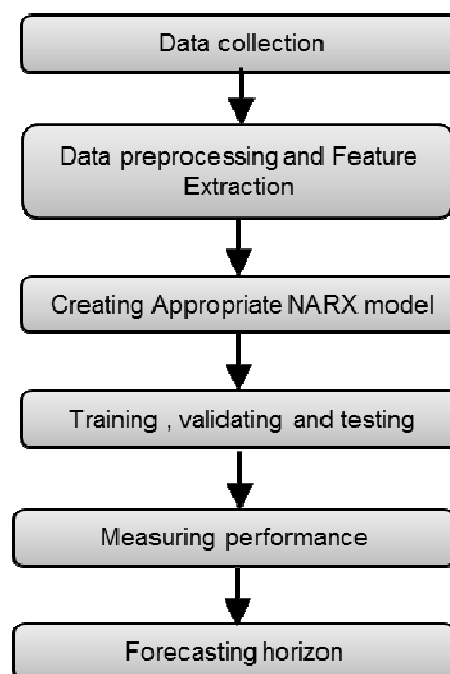 Data collection
Data preprocessing and Feature
Extraction
Creating Appropriate NARX model
Training , validating and testing
Measuring performance
Forecasting horizon